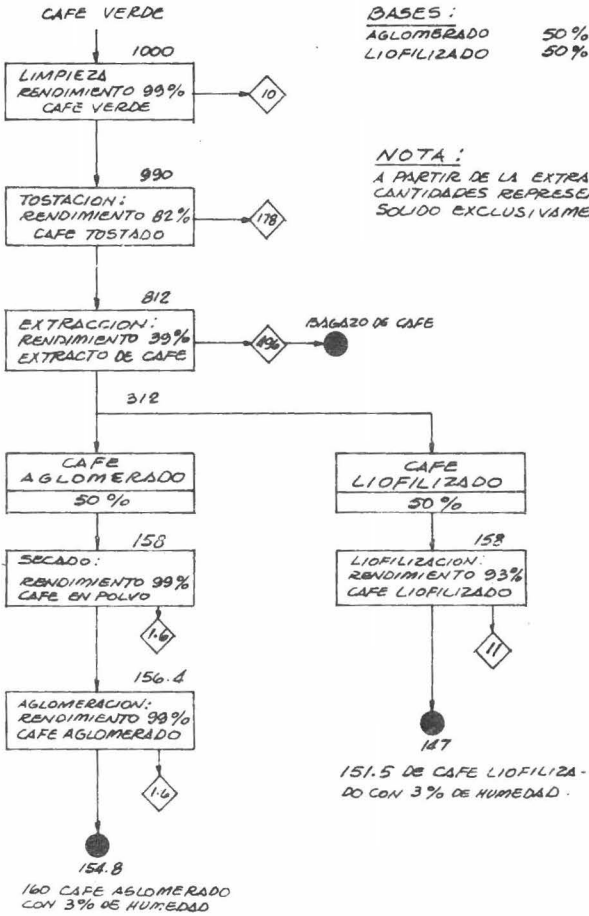 CAFE VERDE
BASES:
AGLOMERADO 50%
LIOFILIZADO 50%
1000
LIMPIEZA
RENDIMIENTO 99%
CAFE VERDE
10
NOTA:
A PARTIR DE LA EXTRA
CANTIDADES REPRESE
SOLIDO EXCLUSIVAME
990
TOSTACION:
RENDIMIENTO 82%
CAFE TOSTADO
178
812
EXTRACCION:
RENDIMIENTO 39%
EXTRACTO DE CAFE
496
BAGAZO DE CAFE
312
CAFE
AGLOMERADO
50%
CAFE
LIOFILIZADO
50%
158
SECADO:
RENDIMIENTO 99%
CAFE EN POLVO
1.6
158
LIOFILIZACION:
RENDIMIENTO 93%
CAFE LIOFILIZADO
11
156.4
AGLOMERACION:
RENDIMIENTO 99%
CAFE AGLOMERADO
1.6
147
151.5 DE CAFE LIOFILIZA-
DO CON 3% DE HUMEDAD.
154.8
160 CAFE AGLOMERADO
CON 3% DE HUMEDAD